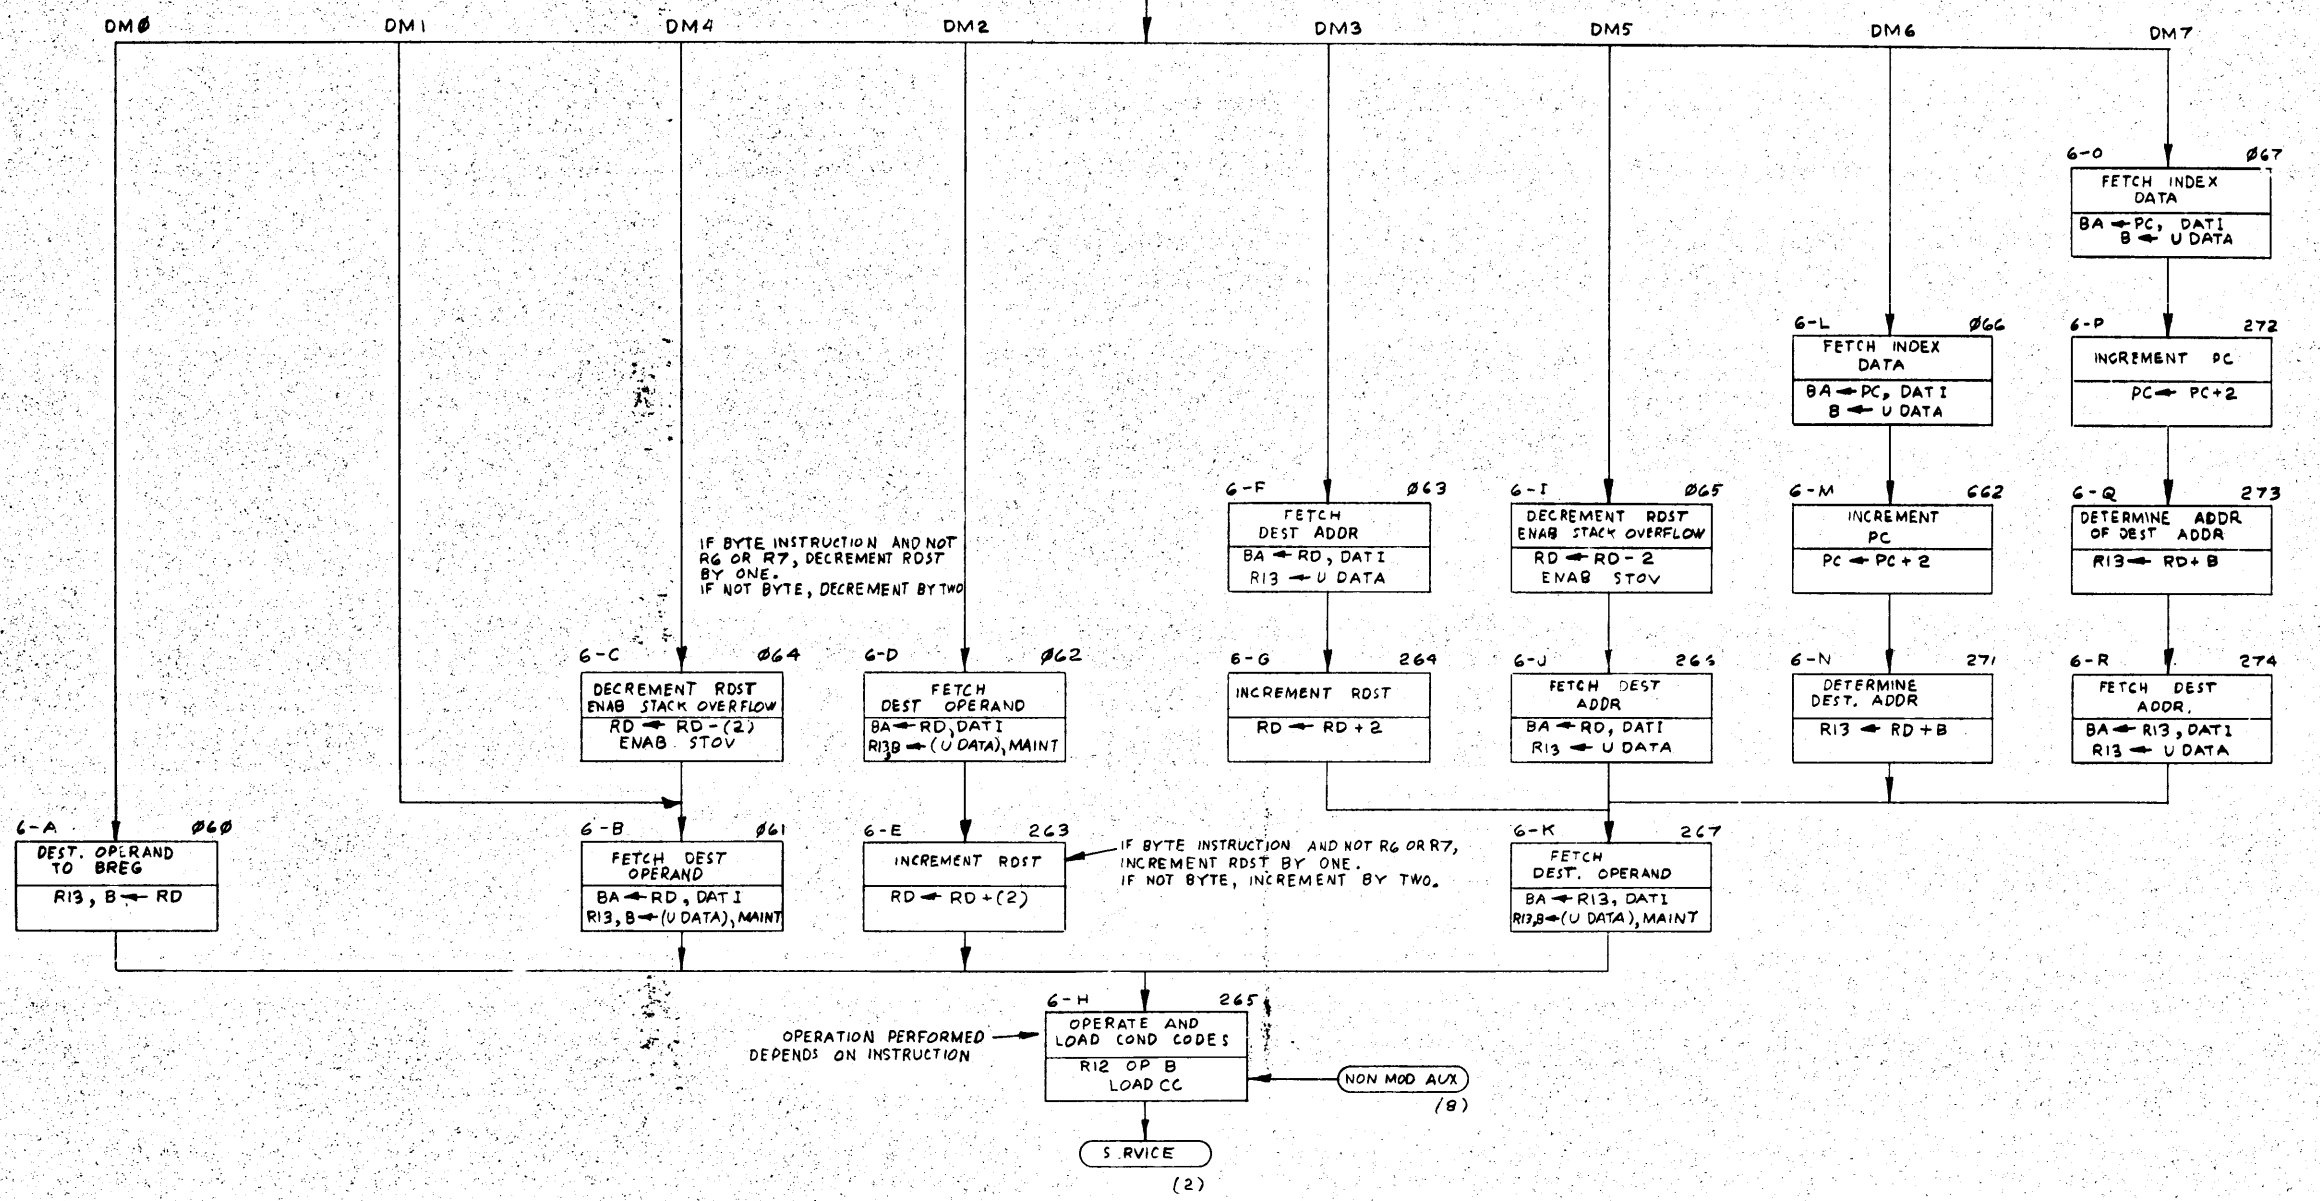 DMØ DM1 DM4 DM2 DM3 DM5 DM6 DM7
6-O Ø67
FETCH INDEX
DATA
BA ← PC, DATI
B ← U DATA
6-L Ø66
FETCH INDEX
DATA
BA ← PC, DATI
B ← U DATA
6-P 272
INCREMENT PC
PC ← PC+2
6-F Ø63
FETCH
DEST ADDR
BA ← RD, DATI
R13 ← U DATA
6-I Ø65
DECREMENT RDST
ENAB STACK OVERFLOW
RD ← RD-2
ENAB STOV
6-M 662
INCREMENT
PC
PC ← PC+2
6-Q 273
DETERMINE ADDR
OF DEST ADDR
R13 ← RD+B
IF BYTE INSTRUCTION AND NOT
R6 OR R7, DECREMENT RDST
BY ONE.
IF NOT BYTE, DECREMENT BY TWO
6-C Ø64
DECREMENT RDST
ENAB STACK OVERFLOW
RD ← RD-(2)
ENAB. STOV
6-D Ø62
FETCH
DEST OPERAND
BA ← RD, DATI
R13,B ← (U DATA), MAINT
6-G 264
INCREMENT RDST
RD ← RD+2
6-J
FETCH DEST
ADDR
BA ← RD, DATI
R13 ← U DATA
6-N 271
DETERMINE
DEST. ADDR
R13 ← RD+B
6-R 274
FETCH DEST
ADDR.
BA ← R13, DATI
R13 ← U DATA
6-A Ø6Ø
DEST. OPERAND
TO BREG
R13, B ← RD
6-B Ø61
FETCH DEST
OPERAND
BA ← RD, DATI
R13, B ← (U DATA), MAINT
6-E 263
INCREMENT RDST
RD ← RD+(2)
IF BYTE INSTRUCTION AND NOT R6 OR R7,
INCREMENT RDST BY ONE.
IF NOT BYTE, INCREMENT BY TWO.
6-K 267
FETCH
DEST. OPERAND
BA ← R13, DATI
R13,B ← (U DATA), MAINT
6-H 265
OPERATE AND
LOAD COND CODES
R12 OP B
LOAD CC
OPERATION PERFORMED
DEPENDS ON INSTRUCTION
NON MOD AUX
(8)
S RVICE
(2)